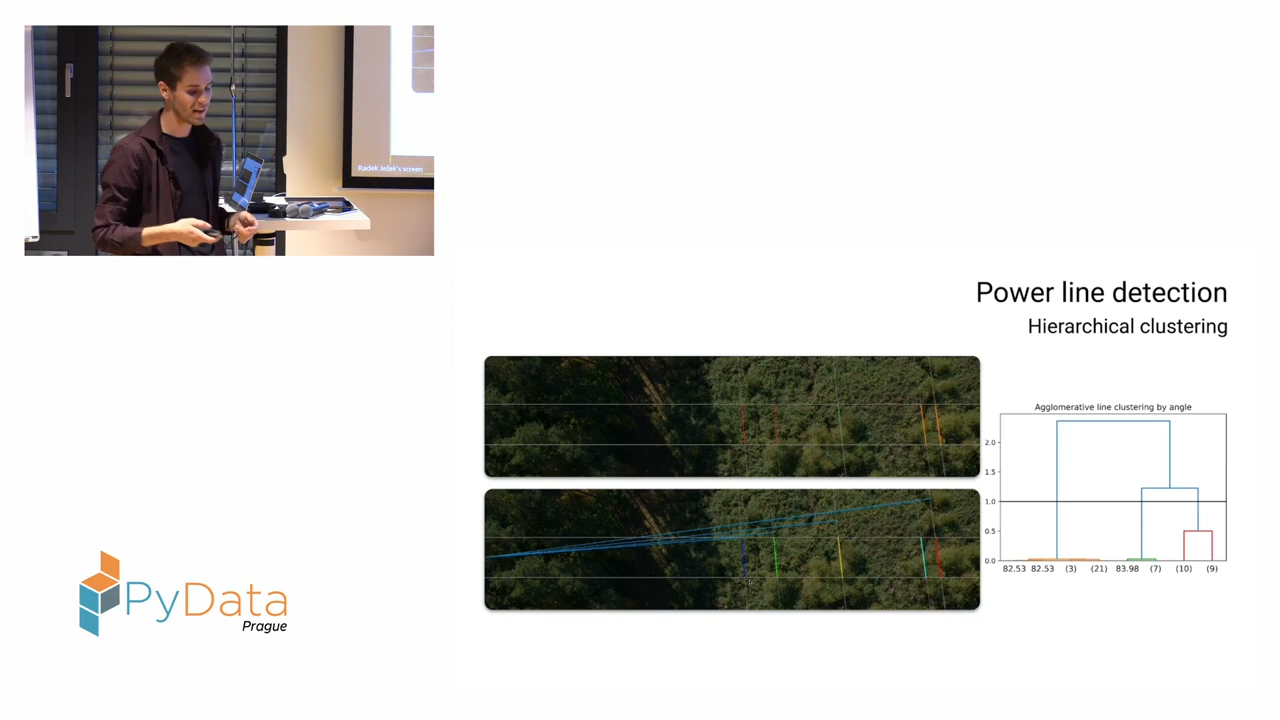 Radek Ježek's screen
Power line detection
Hierarchical clustering
Agglomerative line clustering by angle
2.0
1.5
1.0
0.5
0.0
82.53 82.53 (3) (21) 83.98 (7) (10) (9)
PyData
Prague